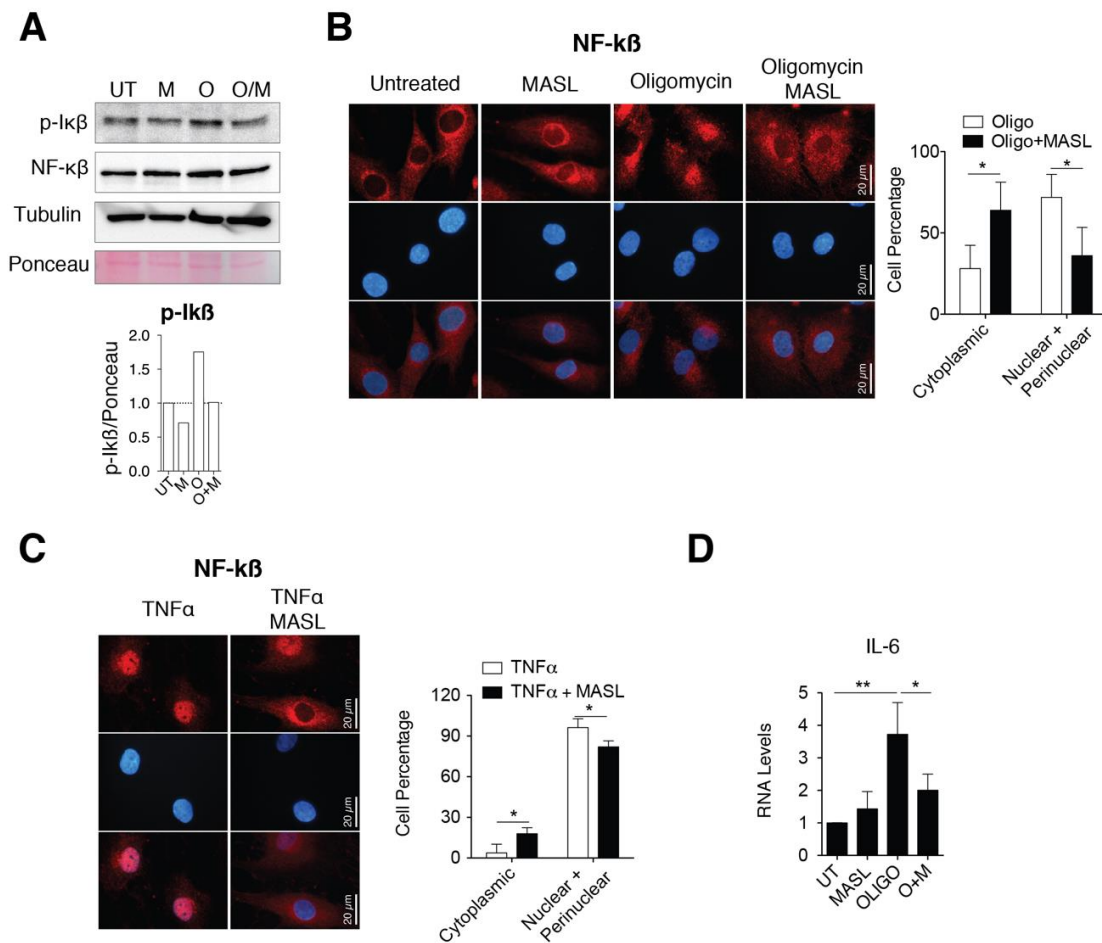 A
UT M O O/M
p-Iκβ
NF-κβ
Tubulin
Ponceau
p-Ikß
p-Ikß/Ponceau
2.0
1.5
1.0
0.5
0.0
UT M O O+M
B
NF-kß
Untreated MASL Oligomycin Oligomycin MASL
20 µm
20 µm
20 µm
Oligo
Oligo+MASL
Cell Percentage
100
50
0
* *
Cytoplasmic
Nuclear +
Perinuclear
C
NF-kß
TNFα TNFα MASL
20 µm
20 µm
20 µm
20 µm
20 µm
20 µm
TNFα
TNFα + MASL
Cell Percentage
120
90
60
30
0
* *
Cytoplasmic
Nuclear +
Perinuclear
D
IL-6
RNA Levels
5
4
3
2
1
0
** *
UT MASL OLIGO O+M